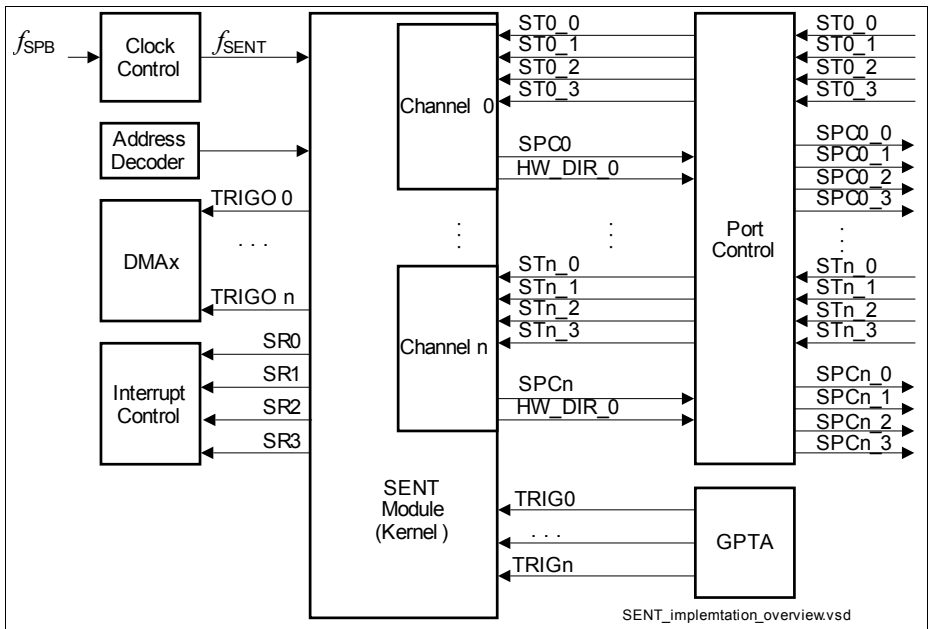 fSPB
Clock
Control
fSENT
Address
Decoder
TRIGO 0
. . .
DMAx
TRIGO n
SR0
SR1
Interrupt
Control
SR2
SR3
SENT
Module
(Kernel )
Channel 0
Channel n
ST0_0
ST0_1
ST0_2
ST0_3
SPC0
HW_DIR_0
STn_0
STn_1
STn_2
STn_3
SPCn
HW_DIR_0
TRIG0
. . .
TRIGn
Port
Control
GPTA
ST0_0
ST0_1
ST0_2
ST0_3
SPC0_0
SPC0_1
SPC0_2
SPC0_3
STn_0
STn_1
STn_2
STn_3
SPCn_0
SPCn_1
SPCn_2
SPCn_3
SENT_implemtation_overview.vsd